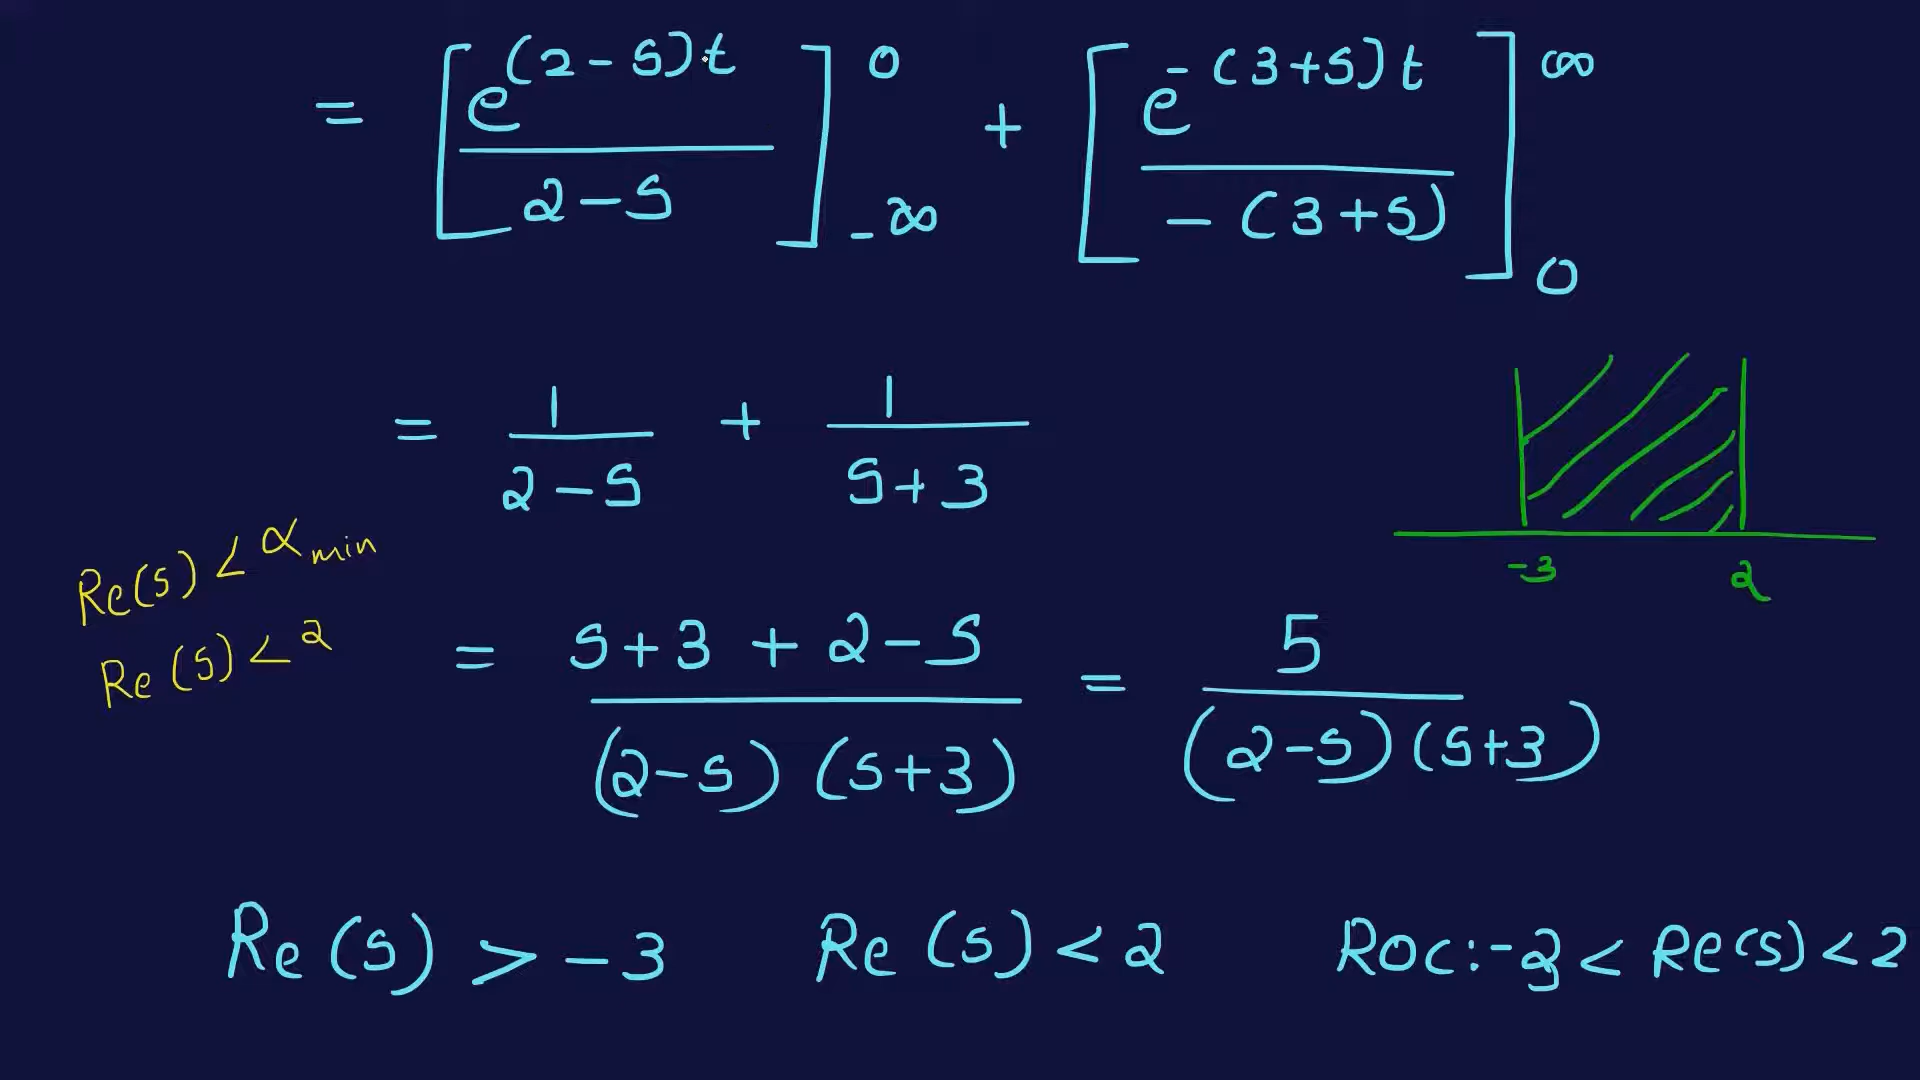 = [e^(2-s)t / 2-s]_-∞^0 + [e^-(3+s)t / -(3+s)]_0^∞
= 1/2-s + 1/s+3
Re(s) < αmin
Re(s) < 2
-3 2
= s+3+2-s / (2-s)(s+3) = 5 / (2-s)(s+3)
Re(s) > -3 Re(s) < 2 ROC:-3 < Re(s) < 2